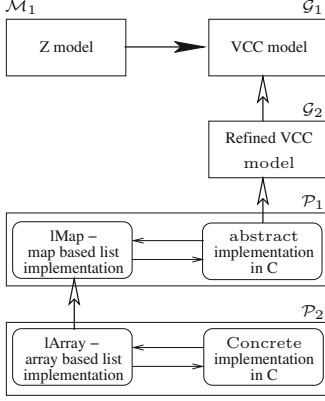 ℳ₁
𝒢₁
Z model
VCC model
𝒢₂
Refined VCC
model
𝒫₁
lMap –
map based list
implementation
abstract
implementation
in C
𝒫₂
lArray –
array based list
implementation
Concrete
implementation
in C